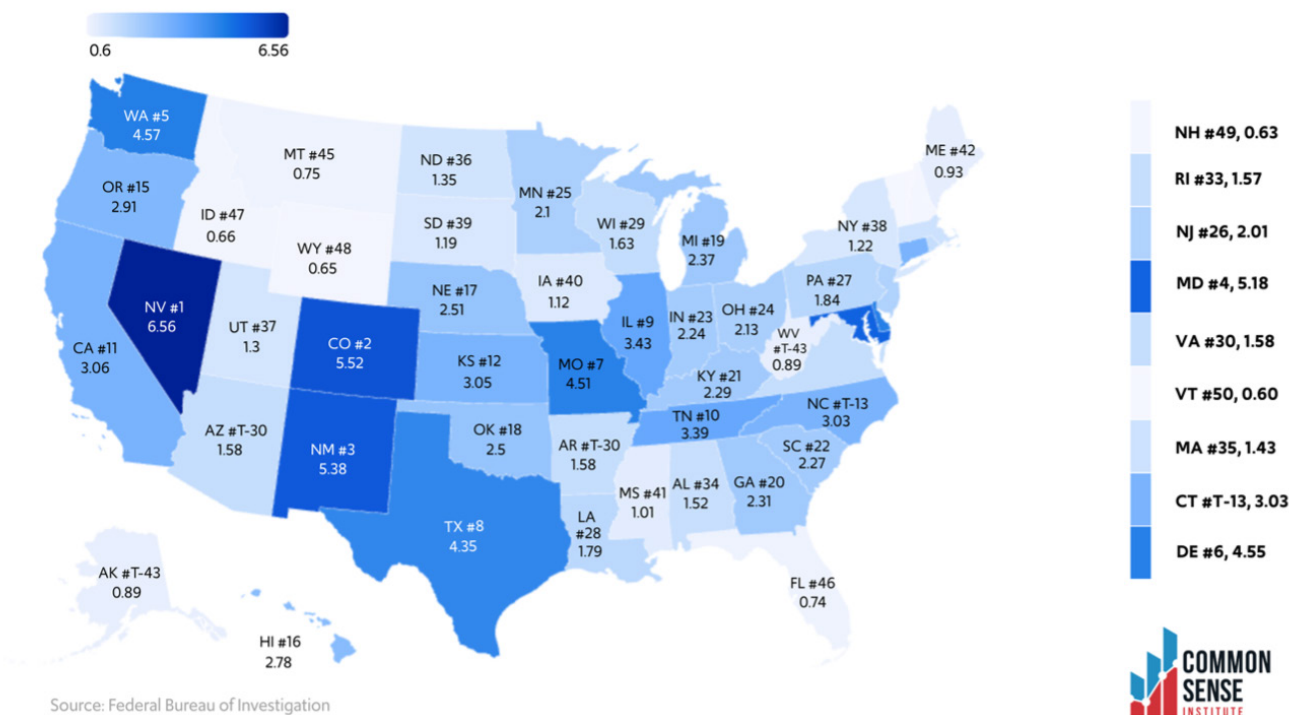 0.6 6.56
WA #5
4.57
OR #15
2.91
CA #11
3.06
NV #1
6.56
ID #47
0.66
MT #45
0.75
WY #48
0.65
UT #37
1.3
AZ #T-30
1.58
CO #2
5.52
NM #3
5.38
ND #36
1.35
SD #39
1.19
NE #17
2.51
KS #12
3.05
OK #18
2.5
TX #8
4.35
MN #25
2.1
IA #40
1.12
MO #7
4.51
AR #T-30
1.58
LA
#28
1.79
WI #29
1.63
IL #9
3.43
MI #19
2.37
IN #23
2.24
OH #24
2.13
KY #21
2.29
TN #10
3.39
MS #41
1.01
AL #34
1.52
GA #20
2.31
FL #46
0.74
SC #22
2.27
NC #T-13
3.03
WV
#T-43
0.89
PA #27
1.84
NY #38
1.22
ME #42
0.93
AK #T-43
0.89
HI #16
2.78
NH #49, 0.63
RI #33, 1.57
NJ #26, 2.01
MD #4, 5.18
VA #30, 1.58
VT #50, 0.60
MA #35, 1.43
CT #T-13, 3.03
DE #6, 4.55
Source: Federal Bureau of Investigation
COMMON
SENSE
INSTITUTE